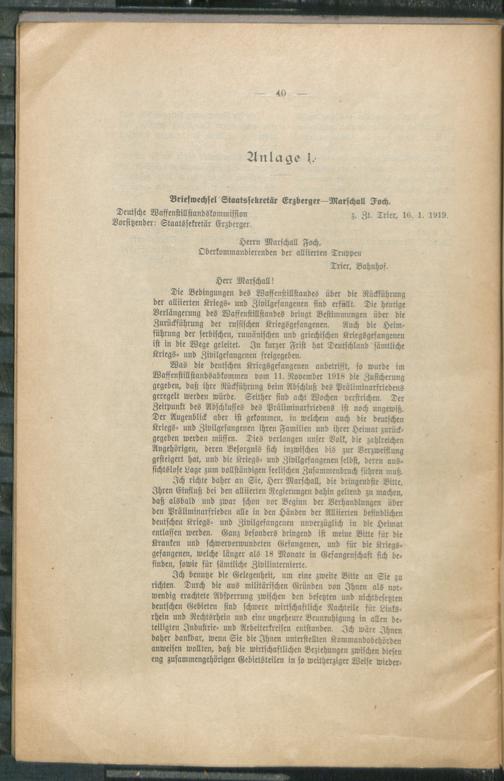 — 40 —
Anlage 1.
Briefwechsel Staatssekretär Erzberger—Marschall Foch.
Deutsche Waffenstillstandskommission
Vorsitzender: Staatssekretär Erzberger.
z. Zt. Trier, 16. 1. 1919.
Herrn Marschall Foch,
Oberkommandierenden der alliierten Truppen
Trier, Bahnhof.
Herr Marschall!
Die Bedingungen des Waffenstillstandes über die Rückführung
der alliierten Kriegs- und Zivilgefangenen sind erfüllt. Die heutige
Verlängerung des Waffenstillstandes bringt Bestimmungen über die
Zurückführung der russischen Kriegsgefangenen. Auch die Heim-
führung der serbischen, rumänischen und griechischen Kriegsgefangenen
ist in die Wege geleitet. In kurzer Frist hat Deutschland sämtliche
Kriegs- und Zivilgefangenen freigegeben.
Was die deutschen Kriegsgefangenen anbetrifft, so wurde im
Waffenstillstandsabkommen vom 11. November 1918 die Zusicherung
gegeben, daß ihre Rückführung beim Abschluß des Präliminarfriedens
geregelt werden würde. Seither sind acht Wochen verstrichen. Der
Zeitpunkt des Abschlusses des Präliminarfriedens ist noch ungewiß.
Der Augenblick aber ist gekommen, in welchem auch die deutschen
Kriegs- und Zivilgefangenen ihren Familien und ihrer Heimat zurück-
gegeben werden müssen. Dies verlangen unser Volk, die zahlreichen
Angehörigen, deren Besorgnis sich inzwischen bis zur Verzweiflung
gesteigert hat, und die Kriegs- und Zivilgefangenen selbst, deren aus-
sichtslose Lage zum vollständigen seelischen Zusammenbruch führen muß.
Ich richte daher an Sie, Herr Marschall, die dringendste Bitte,
Ihren Einfluß bei den alliierten Regierungen dahin geltend zu machen,
daß alsbald und zwar schon vor Beginn der Verhandlungen über
den Präliminarfrieden alle in den Händen der Alliierten befindlichen
deutschen Kriegs- und Zivilgefangenen unverzüglich in die Heimat
entlassen werden. Ganz besonders dringend ist meine Bitte für die
Kranken und schwerverwundeten Gefangenen, und für die Kriegs-
gefangenen, welche länger als 18 Monate in Gefangenschaft sich be-
finden, sowie für sämtliche Zivilinternierte.
Ich benutze die Gelegenheit, um eine zweite Bitte an Sie zu
richten. Durch die aus militärischen Gründen von Ihnen als not-
wendig erachtete Absperrung zwischen den besetzten und nichtbesetzten
deutschen Gebieten sind schwere wirtschaftliche Nachteile für Links-
rhein und Rechtsrhein und eine ungeheure Beunruhigung in allen be-
teiligten Industrie- und Arbeiterkreisen entstanden. Ich wäre Ihnen
daher dankbar, wenn Sie die Ihnen unterstellten Kommandobehörden
anweisen wollten, daß die wirtschaftlichen Beziehungen zwischen diesen
eng zusammengehörigen Gebietsteilen in so weitherziger Weise wieder-